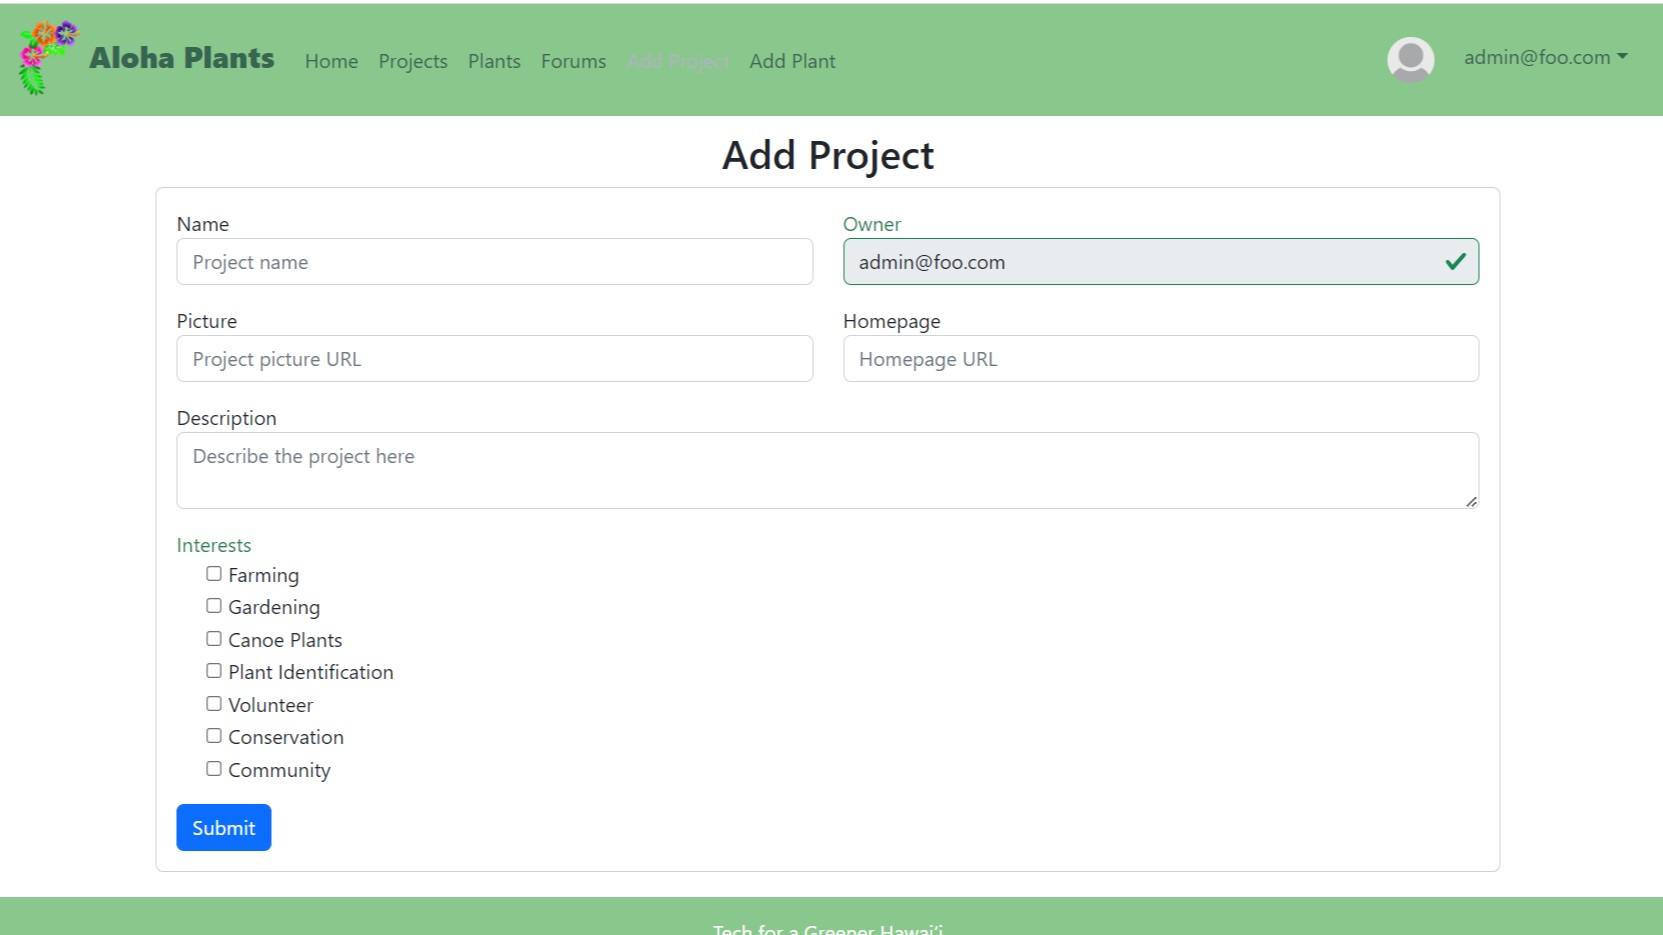 Aloha Plants Home Projects Plants Forums Add Project Add Plant admin@foo.com
Add Project
Name Owner
Project name admin@foo.com
Picture Homepage
Project picture URL Homepage URL
Description
Describe the project here
Interests
Farming
Gardening
Canoe Plants
Plant Identification
Volunteer
Conservation
Community
Submit
Tech for a Greener Hawaiʻi